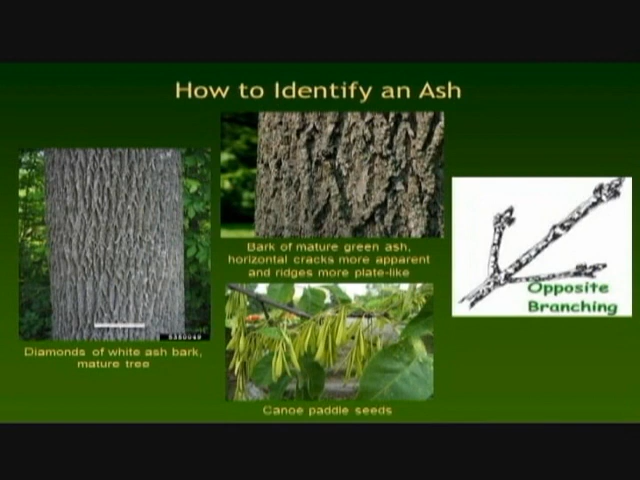 How to Identify an Ash
Bark of mature green ash,
horizontal cracks more apparent
and ridges more plate-like
Opposite
Branching
Diamonds of white ash bark,
mature tree
Canoe paddle seeds